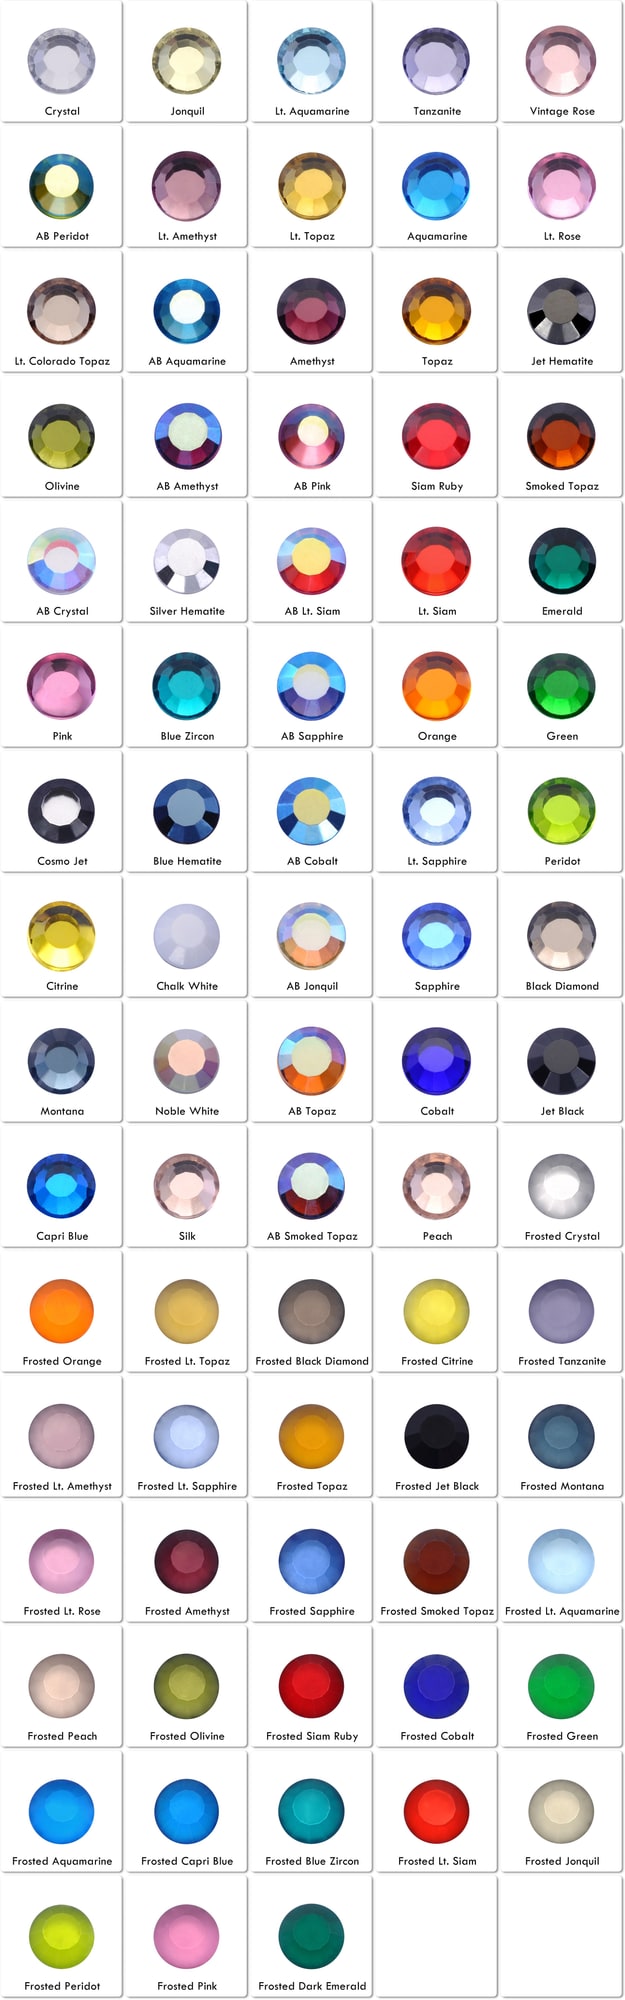 Crystal
Jonquil
Lt. Aquamarine
Tanzanite
Vintage Rose
AB Peridot
Lt. Amethyst
Lt. Topaz
Aquamarine
Lt. Rose
Lt. Colorado Topaz
AB Aquamarine
Amethyst
Topaz
Jet Hematite
Olivine
AB Amethyst
AB Pink
Siam Ruby
Smoked Topaz
AB Crystal
Silver Hematite
AB Lt. Siam
Lt. Siam
Emerald
Pink
Blue Zircon
AB Sapphire
Orange
Green
Cosmo Jet
Blue Hematite
AB Cobalt
Lt. Sapphire
Peridot
Citrine
Chalk White
AB Jonquil
Sapphire
Black Diamond
Montana
Noble White
AB Topaz
Cobalt
Jet Black
Capri Blue
Silk
AB Smoked Topaz
Peach
Frosted Crystal
Frosted Orange
Frosted Lt. Topaz
Frosted Black Diamond
Frosted Citrine
Frosted Tanzanite
Frosted Lt. Amethyst
Frosted Lt. Sapphire
Frosted Topaz
Frosted Jet Black
Frosted Montana
Frosted Lt. Rose
Frosted Amethyst
Frosted Sapphire
Frosted Smoked Topaz
Frosted Lt. Aquamarine
Frosted Peach
Frosted Olivine
Frosted Siam Ruby
Frosted Cobalt
Frosted Green
Frosted Aquamarine
Frosted Capri Blue
Frosted Blue Zircon
Frosted Lt. Siam
Frosted Jonquil
Frosted Peridot
Frosted Pink
Frosted Dark Emerald